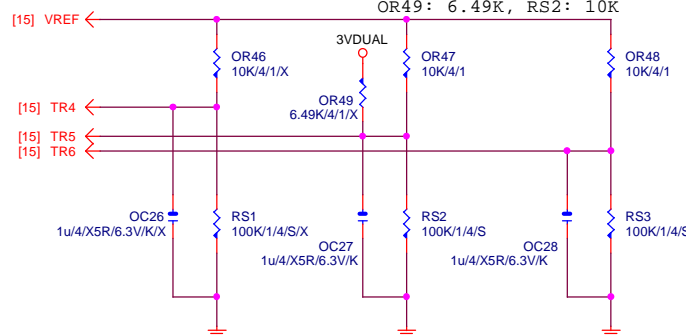 OR49: 6.49K, RS2: 10K
[15] VREF
3VDUAL
OR46
10K/4/1/X
OR47
10K/4/1
OR48
10K/4/1
OR49
6.49K/4/1/X
[15] TR4
[15] TR5
[15] TR6
OC26
1u/4/X5R/6.3V/K/X
RS1
100K/1/4/S/X
RS2
100K/1/4/S
RS3
100K/1/4/S
OC27
1u/4/X5R/6.3V/K
OC28
1u/4/X5R/6.3V/K